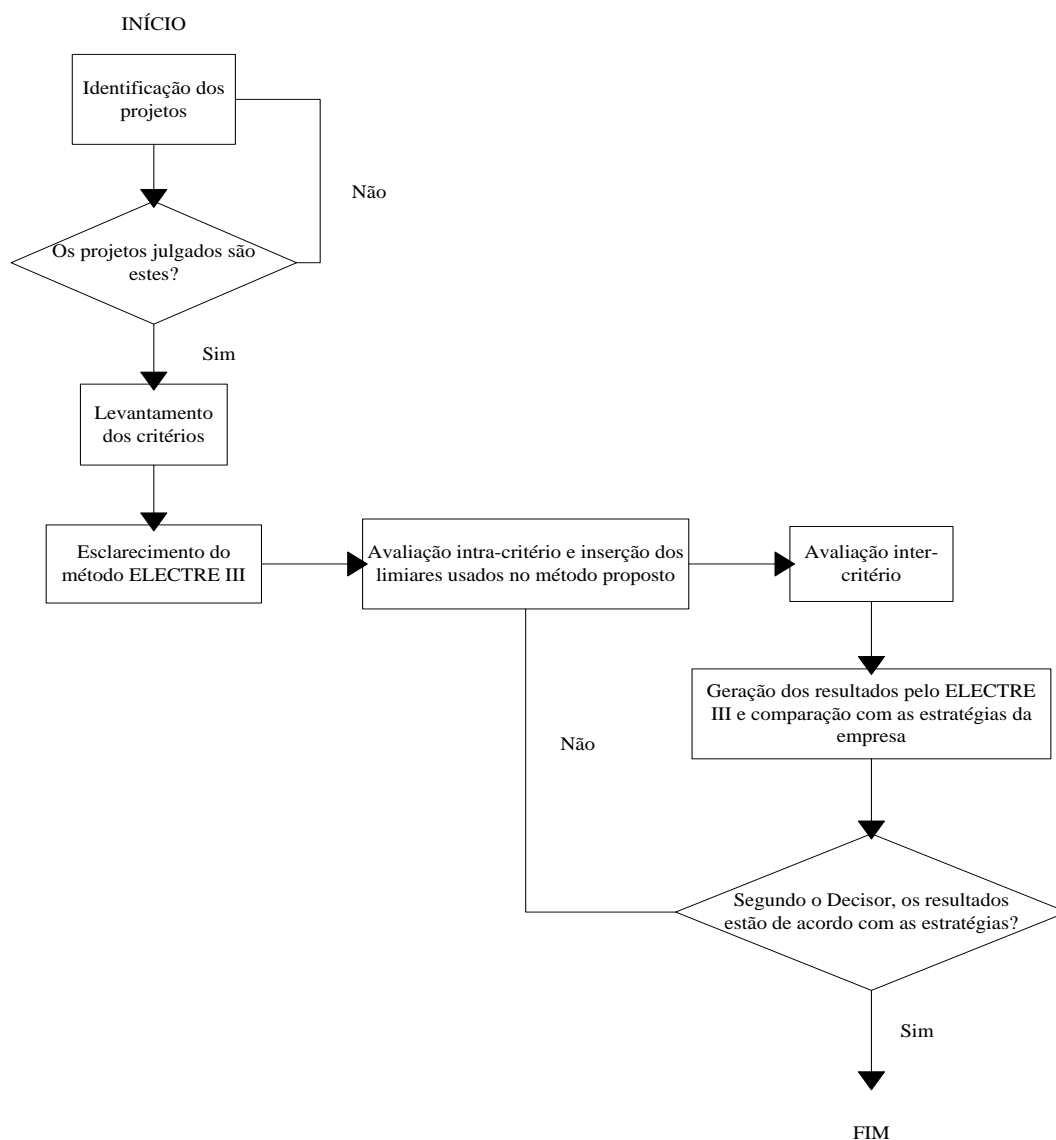 INÍCIO
Identificação dos
projetos
Não
Os projetos julgados são
estes?
Sim
Levantamento
dos critérios
Esclarecimento do
método ELECTRE III
Avaliação intra-critério e inserção dos
limiares usados no método proposto
Avaliação inter-
critério
Geração dos resultados pelo ELECTRE
III e comparação com as estratégias da
empresa
Não
Segundo o Decisor, os resultados
estão de acordo com as estratégias?
Sim
FIM